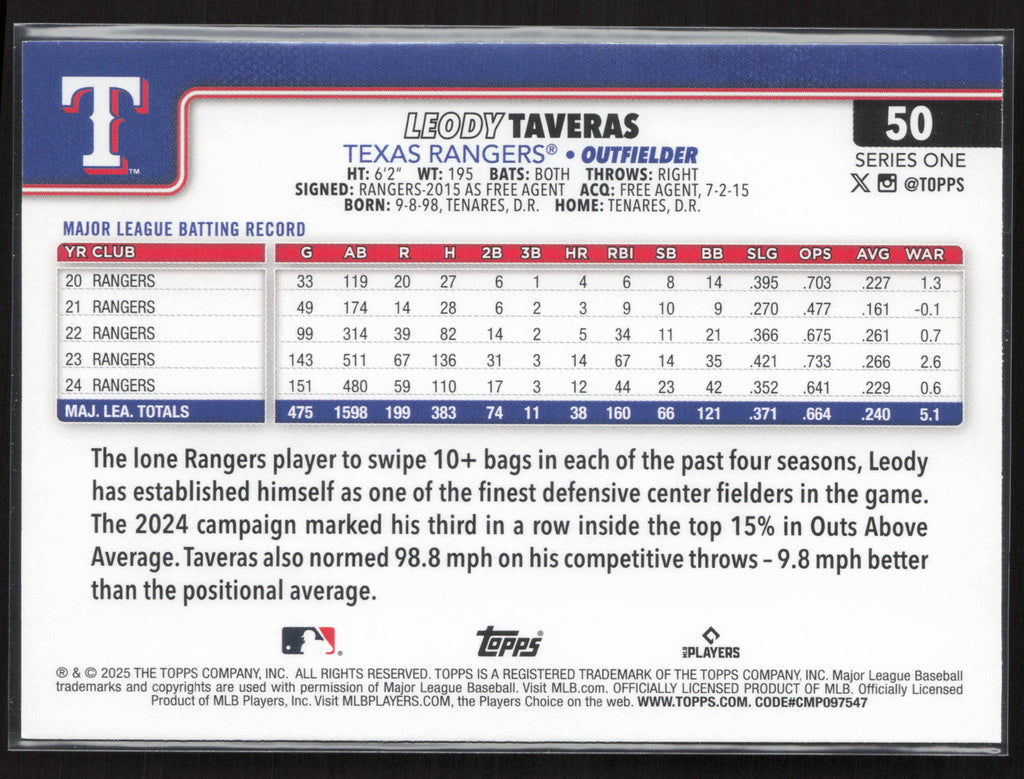 T™
LEODY TAVERAS
50
TEXAS RANGERS® • OUTFIELDER
SERIES ONE
HT: 6'2" WT: 195 BATS: BOTH THROWS: RIGHT
@TOPPS
SIGNED: RANGERS-2015 AS FREE AGENT ACQ: FREE AGENT, 7-2-15
BORN: 9-8-98, TENARES, D.R. HOME: TENARES, D.R.
MAJOR LEAGUE BATTING RECORD
YR CLUB G AB R H 2B 3B HR RBI SB BB SLG OPS AVG WAR
20 RANGERS 33 119 20 27 6 1 4 6 8 14 .395 .703 .227 1.3
21 RANGERS 49 174 14 28 6 2 3 9 10 9 .270 .477 .161 -0.1
22 RANGERS 99 314 39 82 14 2 5 34 11 21 .366 .675 .261 0.7
23 RANGERS 143 511 67 136 31 3 14 67 14 35 .421 .733 .266 2.6
24 RANGERS 151 480 59 110 17 3 12 44 23 42 .352 .641 .229 0.6
MAJ. LEA. TOTALS 475 1598 199 383 74 11 38 160 66 121 .371 .664 .240 5.1
The lone Rangers player to swipe 10+ bags in each of the past four seasons, Leody
has established himself as one of the finest defensive center fielders in the game.
The 2024 campaign marked his third in a row inside the top 15% in Outs Above
Average. Taveras also normed 98.8 mph on his competitive throws – 9.8 mph better
than the positional average.
Topps®
MLB PLAYERS
® & © 2025 THE TOPPS COMPANY, INC. ALL RIGHTS RESERVED. TOPPS IS A REGISTERED TRADEMARK OF THE TOPPS COMPANY, INC. Major League Baseball
trademarks and copyrights are used with permission of Major League Baseball. Visit MLB.com. OFFICIALLY LICENSED PRODUCT OF MLB. Officially Licensed
Product of MLB Players, Inc. Visit MLBPLAYERS.COM, the Players Choice on the web. WWW.TOPPS.COM. CODE#CMP097547